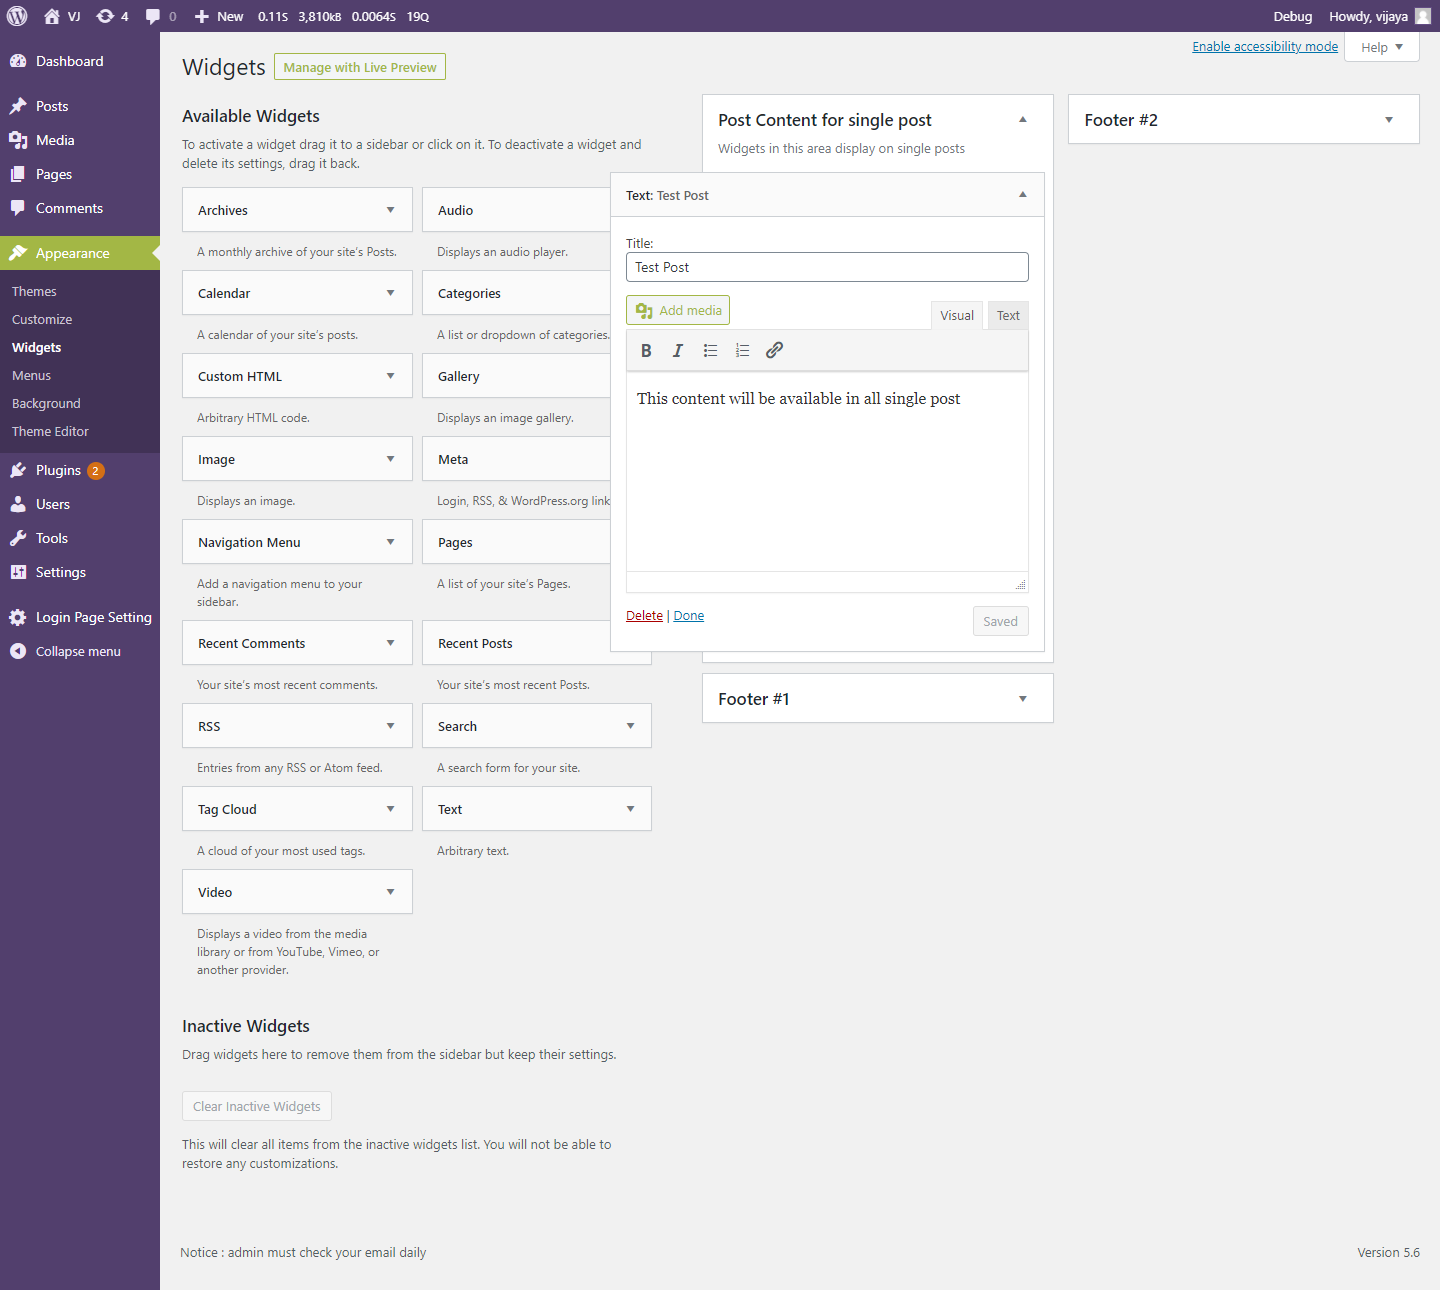 VJ 4 0 New 0.11S 3,810KB 0.0064S 19Q Debug Howdy, vijaya
Dashboard
Posts
Media
Pages
Comments
Appearance
Themes
Customize
Widgets
Menus
Background
Theme Editor
Plugins 2
Users
Tools
Settings
Login Page Setting
Collapse menu
Enable accessibility mode
Help
Widgets
Manage with Live Preview
Available Widgets
To activate a widget drag it to a sidebar or click on it. To deactivate a widget and
delete its settings, drag it back.
Archives
A monthly archive of your site's Posts.
Audio
Displays an audio player.
Calendar
A calendar of your site's posts.
Categories
A list or dropdown of categories.
Custom HTML
Arbitrary HTML code.
Gallery
Displays an image gallery.
Image
Displays an image.
Meta
Login, RSS, & WordPress.org link
Navigation Menu
Add a navigation menu to your
sidebar.
Pages
A list of your site's Pages.
Recent Comments
Your site's most recent comments.
Recent Posts
Your site's most recent Posts.
RSS
Entries from any RSS or Atom feed.
Search
A search form for your site.
Tag Cloud
A cloud of your most used tags.
Text
Arbitrary text.
Video
Displays a video from the media
library or from YouTube, Vimeo, or
another provider.
Inactive Widgets
Drag widgets here to remove them from the sidebar but keep their settings.
Clear Inactive Widgets
This will clear all items from the inactive widgets list. You will not be able to
restore any customizations.
Post Content for single post
Widgets in this area display on single posts
Text: Test Post
Title:
Test Post
Add media
Visual
Text
B I
This content will be available in all single post
Delete | Done
Saved
Footer #1
Footer #2
Notice : admin must check your email daily
Version 5.6